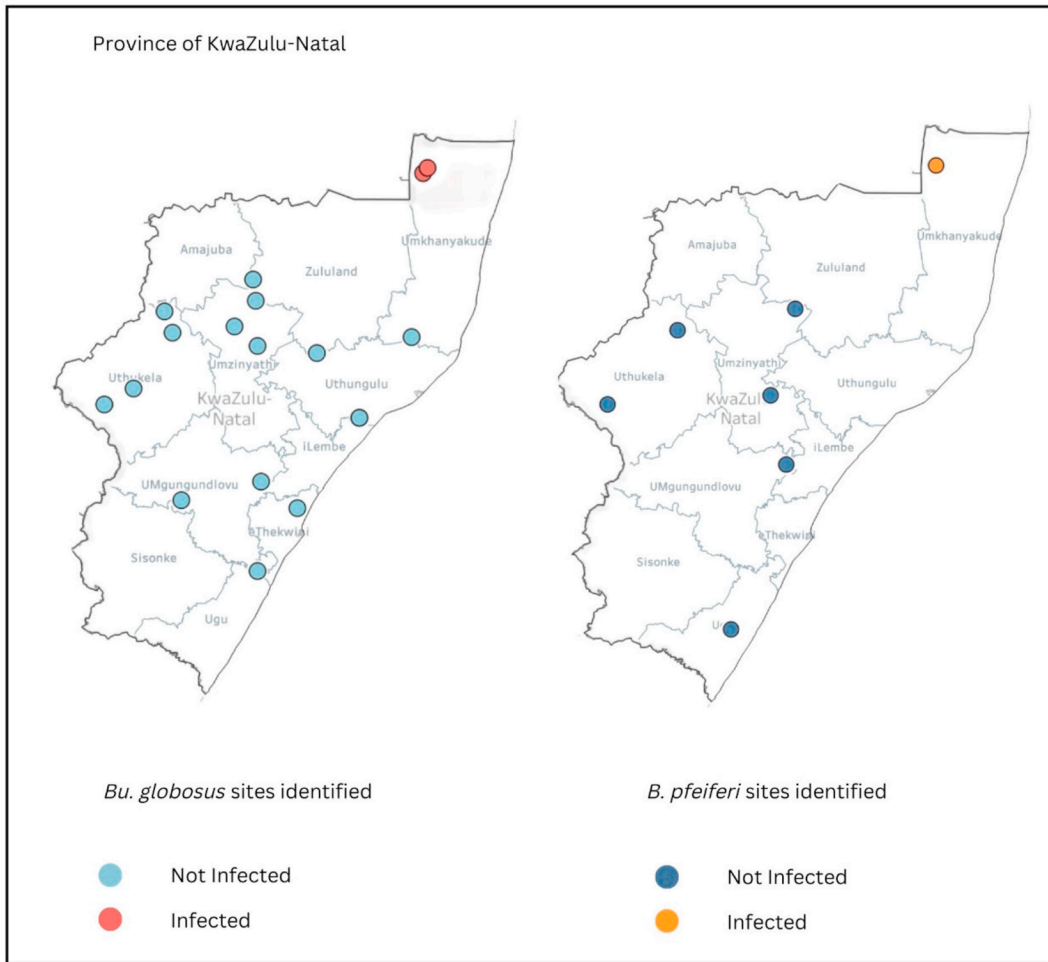 Province of KwaZulu-Natal
Amajuba
Zululand
Umkhanyakude
Uthukela
Umzinyathi
Uthungulu
KwaZulu-
Natal
iLembe
UMgungundlovu
eThekwini
Sisonke
Ugu
Amajuba
Zululand
Umkhanyakude
Uthukela
Umzinyathi
Uthungulu
KwaZul
Natal
iLembe
UMgungundlovu
eThekwini
Sisonke
Bu. globosus sites identified
Not Infected
Infected
B. pfeiferi sites identified
Not Infected
Infected